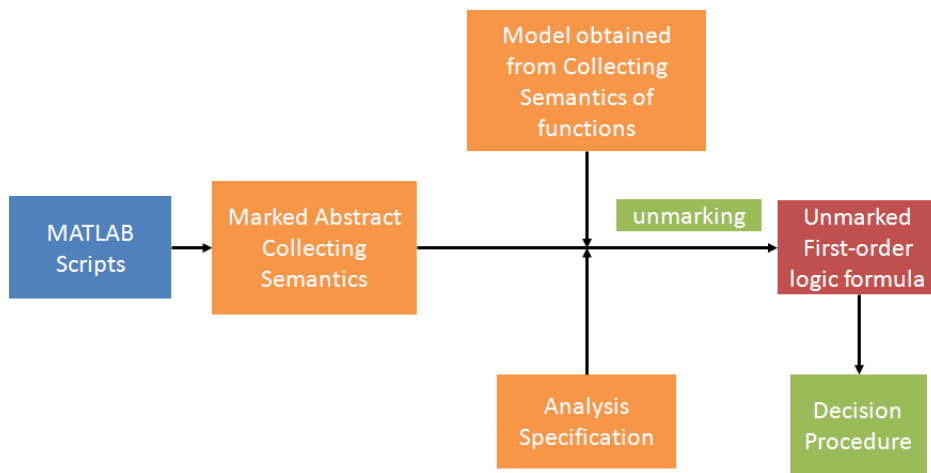 Model obtained
from Collecting
Semantics of
functions
MATLAB
Scripts
Marked Abstract
Collecting
Semantics
unmarking
Unmarked
First-order
logic formula
Analysis
Specification
Decision
Procedure